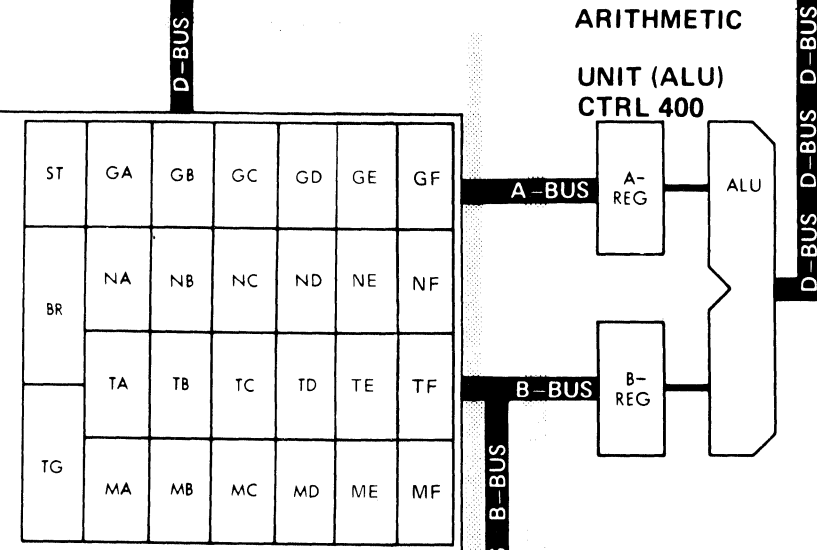 ARITHMETIC
UNIT (ALU)
CTRL 400
D-BUS
D-BUS
D-BUS
D-BUS
ST GA GB GC GD GE GF
BR NA NB NC ND NE NF
TA TB TC TD TE TF
TG MA MB MC MD ME MF
A-BUS
A-
REG
ALU
B-BUS
B-
REG
B-BUS